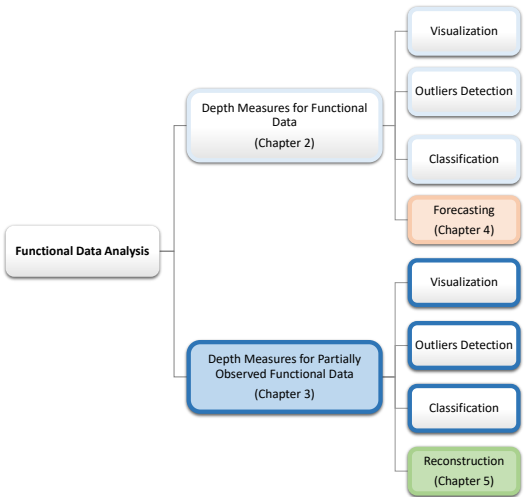 Functional Data Analysis
Depth Measures for Functional
Data
(Chapter 2)
Visualization
Outliers Detection
Classification
Forecasting
(Chapter 4)
Depth Measures for Partially
Observed Functional Data
(Chapter 3)
Visualization
Outliers Detection
Classification
Reconstruction
(Chapter 5)